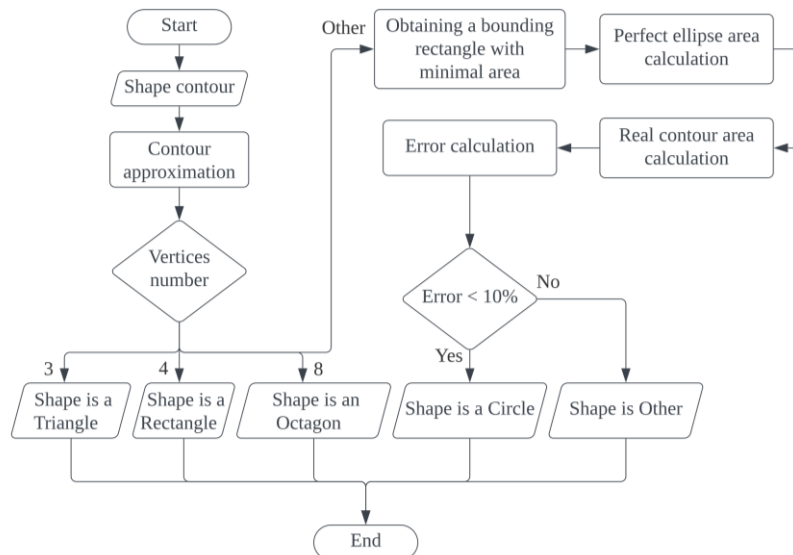 Start
Shape contour
Contour
approximation
Vertices
number
Other
Obtaining a bounding
rectangle with
minimal area
Perfect ellipse area
calculation
Real contour area
calculation
Error calculation
Error < 10%
No
Yes
3
4
8
Shape is a
Triangle
Shape is a
Rectangle
Shape is an
Octagon
Shape is a Circle
Shape is Other
End